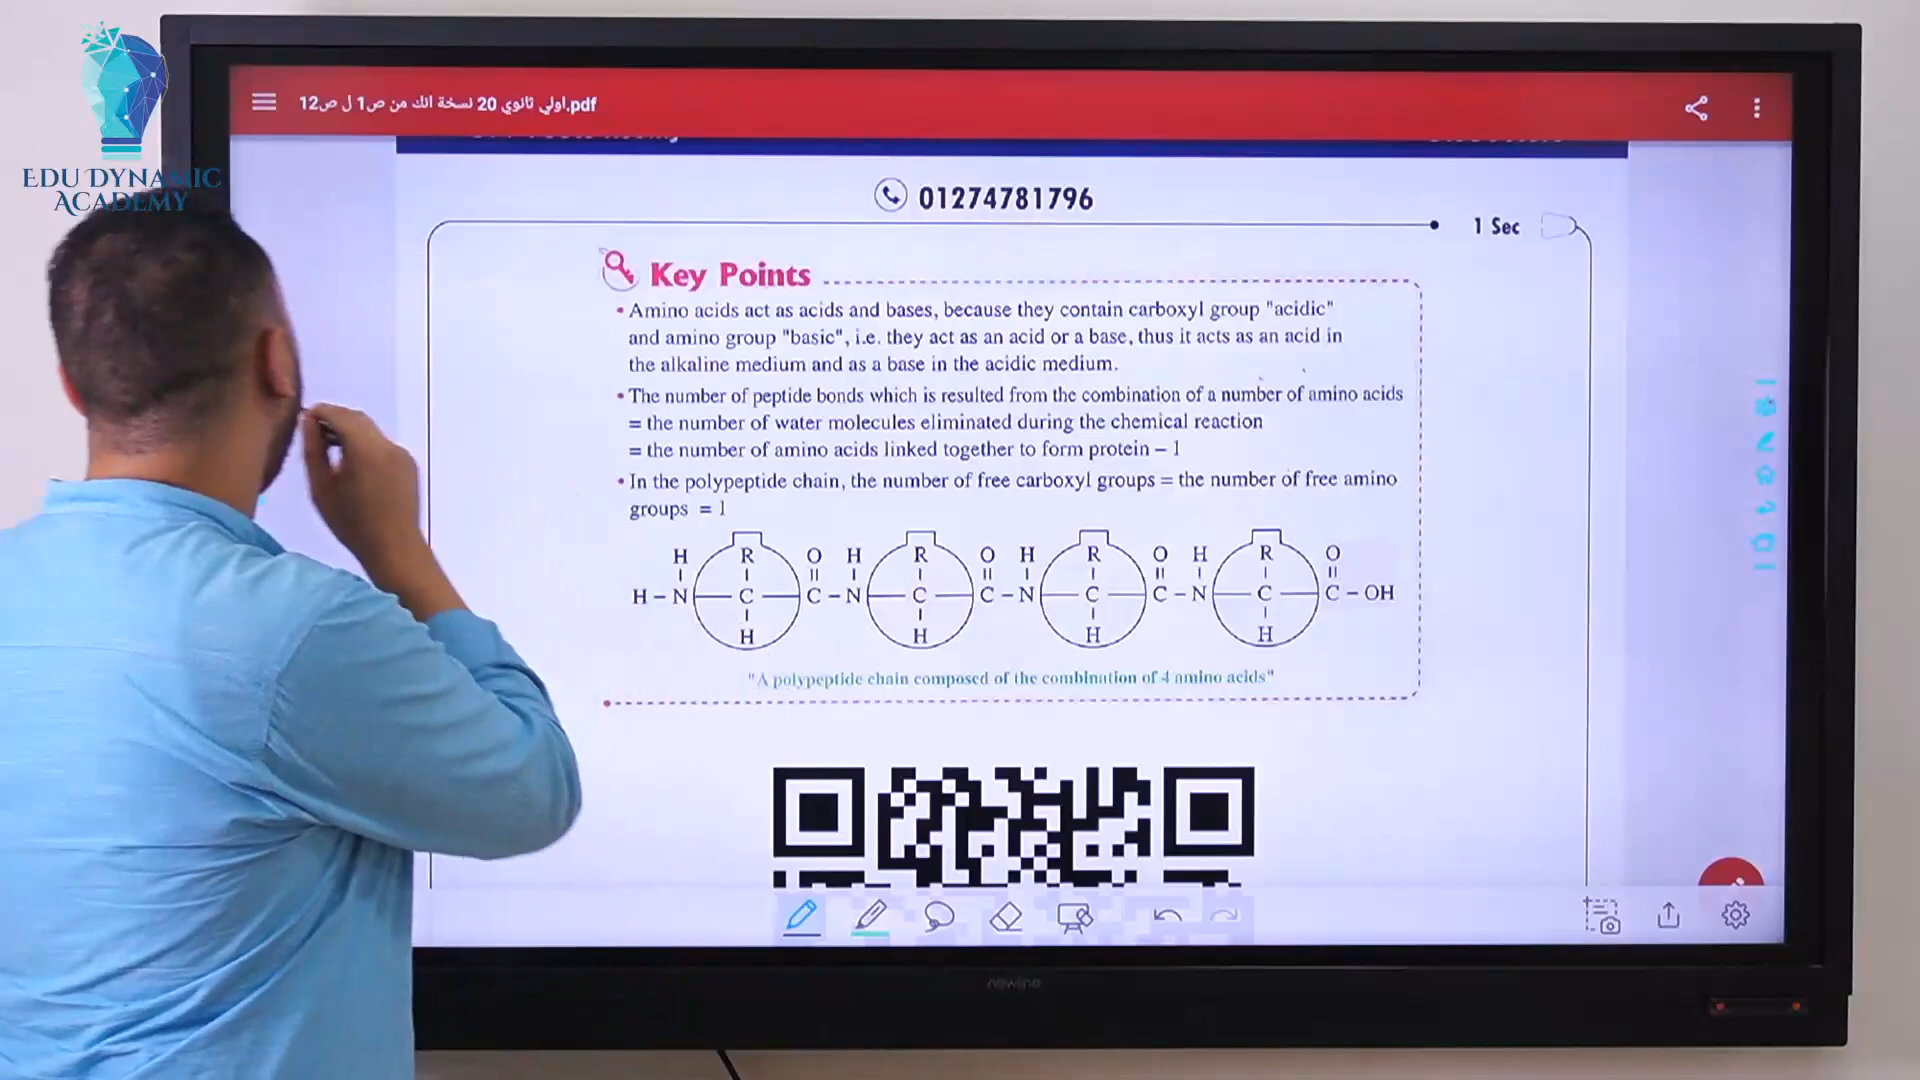 EDU DYNAMIC
ACADEMY
اولي ثانوي 20 نسخة انك من ص1 ل ص12.pdf
01274781796
1 Sec
Key Points
• Amino acids act as acids and bases, because they contain carboxyl group "acidic"
and amino group "basic", i.e. they act as an acid or a base, thus it acts as an acid in
the alkaline medium and as a base in the acidic medium.
• The number of peptide bonds which is resulted from the combination of a number of amino acids
= the number of water molecules eliminated during the chemical reaction
= the number of amino acids linked together to form protein – 1
• In the polypeptide chain, the number of free carboxyl groups = the number of free amino
groups = 1
H R O H R O H R O H R O
H – N C C – N C C – N C C – N C C – OH
H H H H
"A polypeptide chain composed of the combination of 4 amino acids"
newline